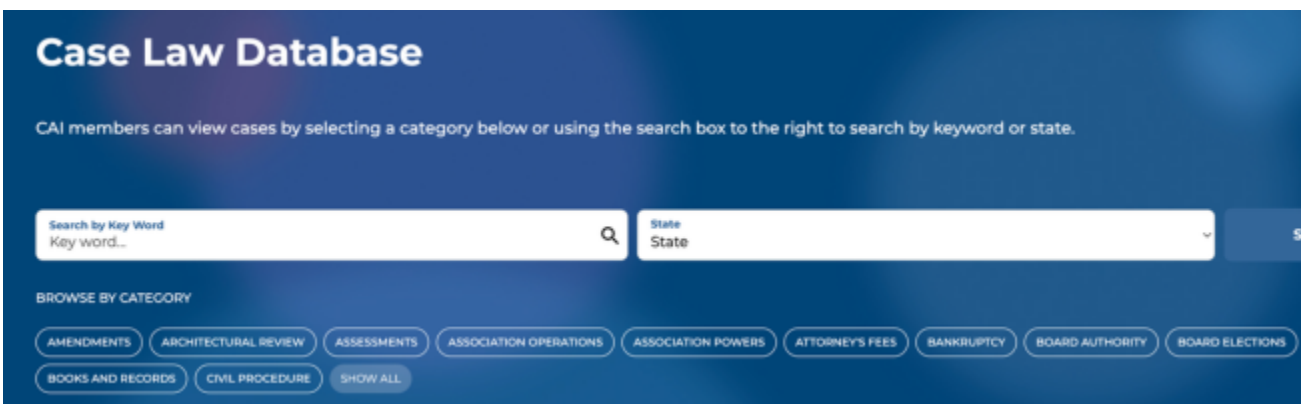 Case Law Database
CAI members can view cases by selecting a category below or using the search box to the right to search by keyword or state.
Search by Key Word
Key word...
State
State
S
BROWSE BY CATEGORY
AMENDMENTS ARCHITECTURAL REVIEW ASSESSMENTS ASSOCIATION OPERATIONS ASSOCIATION POWERS ATTORNEY'S FEES BANKRUPTCY BOARD AUTHORITY BOARD ELECTIONS
BOOKS AND RECORDS CIVIL PROCEDURE SHOW ALL